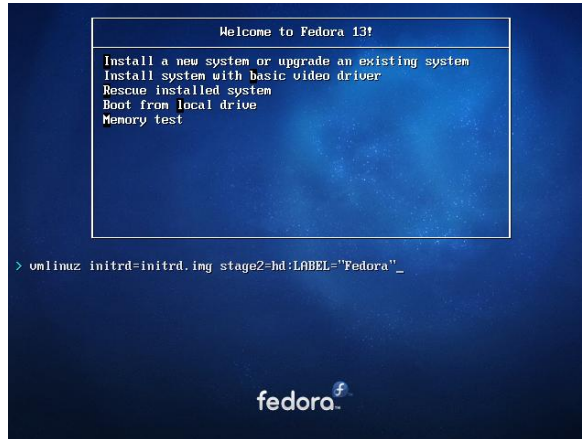 Welcome to Fedora 13!
Install a new system or upgrade an existing system
Install system with basic video driver
Rescue installed system
Boot from local drive
Memory test
> vmlinuz initrd=initrd.img stage2=hd:LABEL="Fedora"_
fedora